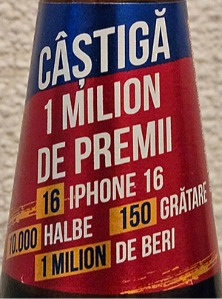 CÂȘTIGĂ
1 MILION
DE PREMII
16 IPHONE 16
10.000 HALBE 150 GRĂTARE
1 MILION DE BERI